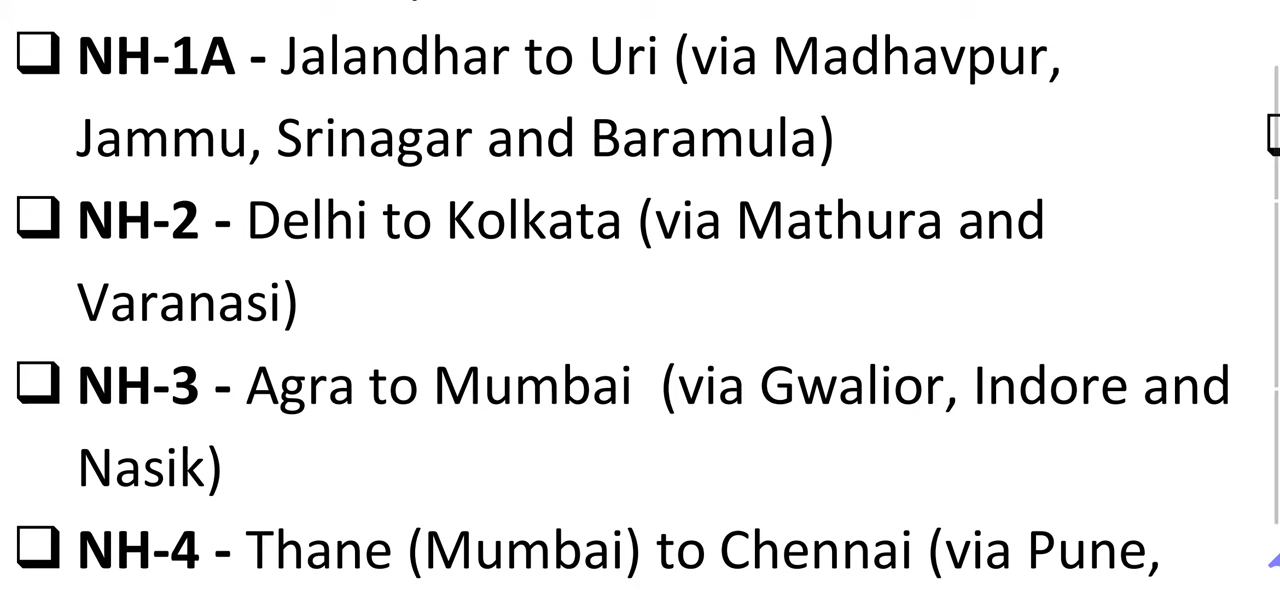 ❑ NH-1A - Jalandhar to Uri (via Madhavpur,
Jammu, Srinagar and Baramula)
❑ NH-2 - Delhi to Kolkata (via Mathura and
Varanasi)
❑ NH-3 - Agra to Mumbai (via Gwalior, Indore and
Nasik)
❑ NH-4 - Thane (Mumbai) to Chennai (via Pune,